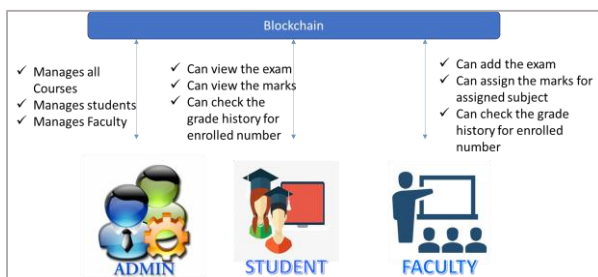 Blockchain
✓ Manages all
Courses
✓ Manages students
✓ Manages Faculty
✓ Can view the exam
✓ Can view the marks
✓ Can check the
grade history for
enrolled number
✓ Can add the exam
✓ Can assign the marks for
assigned subject
✓ Can check the grade
history for enrolled
number
ADMIN
STUDENT
FACULTY